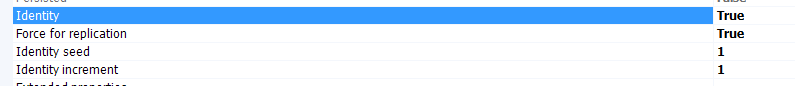 Identity True
Force for replication True
Identity seed 1
Identity increment 1